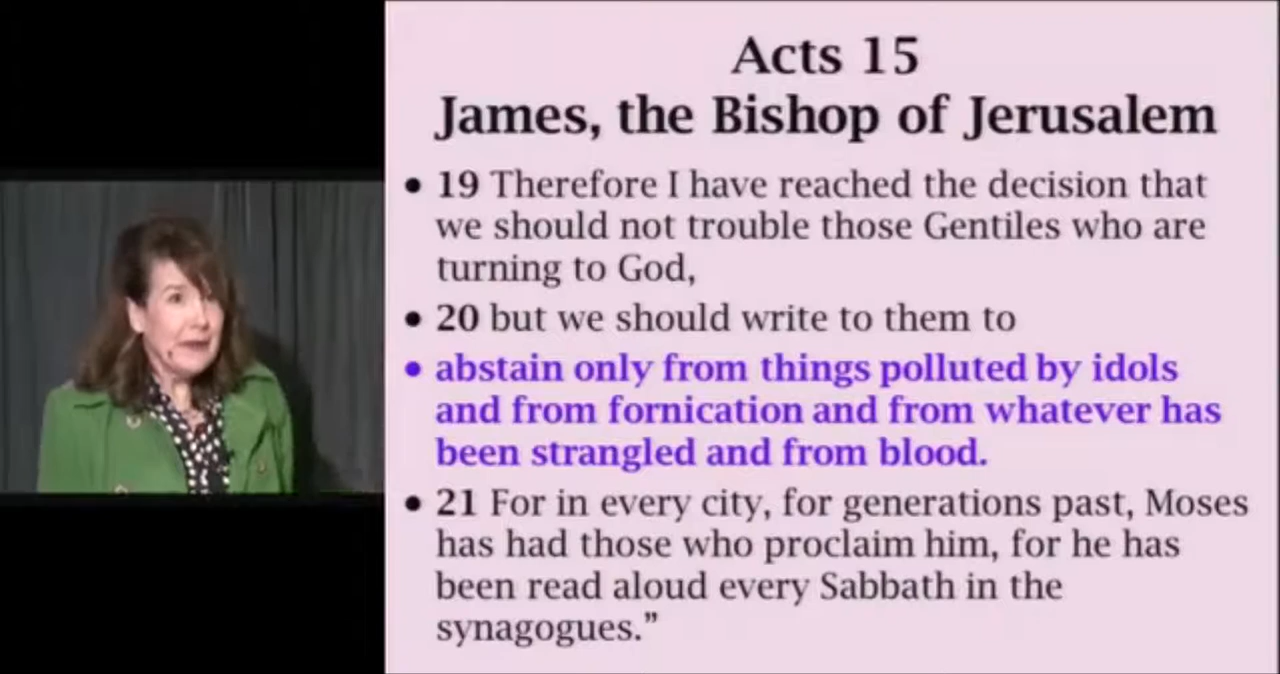 Acts 15
James, the Bishop of Jerusalem
• 19 Therefore I have reached the decision that
we should not trouble those Gentiles who are
turning to God,
• 20 but we should write to them to
• abstain only from things polluted by idols
and from fornication and from whatever has
been strangled and from blood.
• 21 For in every city, for generations past, Moses
has had those who proclaim him, for he has
been read aloud every Sabbath in the
synagogues.”